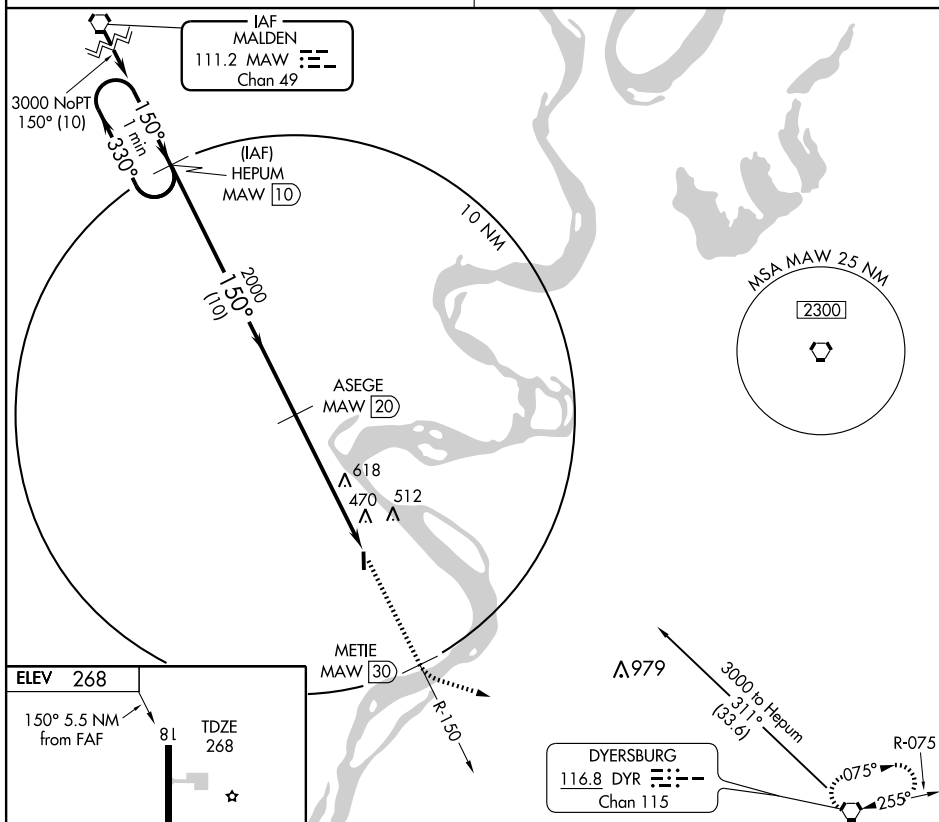 IAF
MALDEN
111.2 MAW
Chan 49
3000 NoPT
150° (10)
150°
1 min
330°
(IAF)
HEPUM
MAW 10
10 NM
2000
150°
(10)
MSA MAW 25 NM
2300
ASEGE
MAW 20
618
470
512
METIE
MAW 30
R-150
979
3000 to Hepum
311°
(33.6)
DYERSBURG
116.8 DYR
Chan 115
R-075
075°
255°
ELEV 268
150° 5.5 NM
from FAF
18
TDZE
268